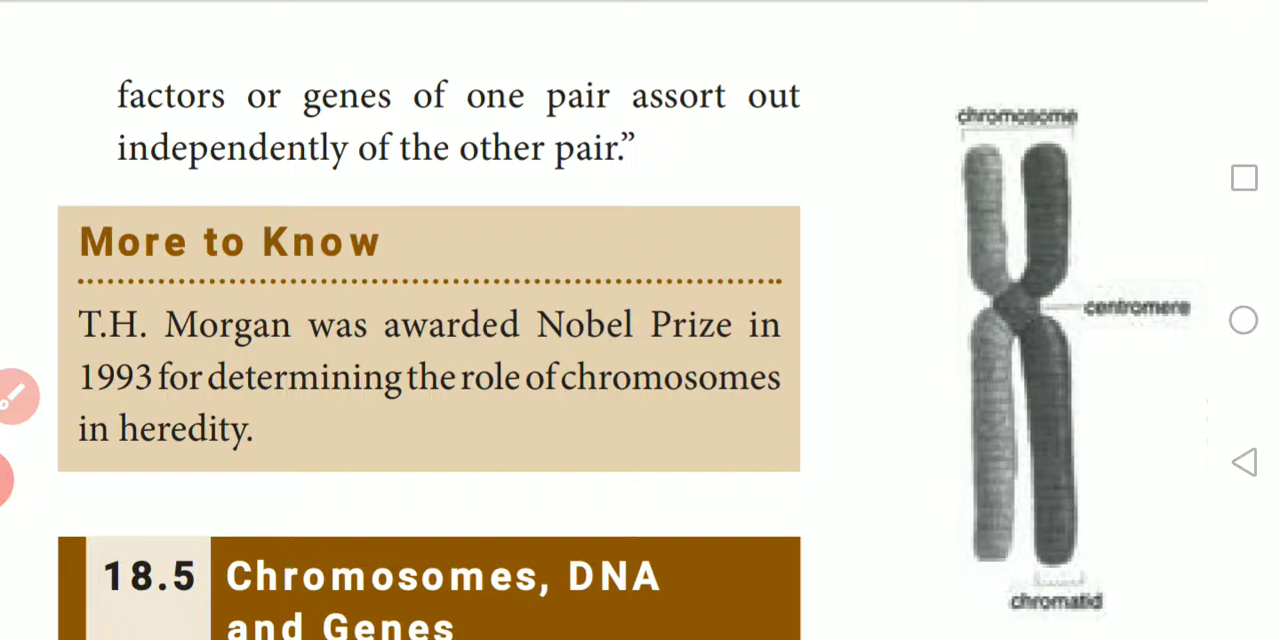 factors or genes of one pair assort out
independently of the other pair.”
More to Know
T.H. Morgan was awarded Nobel Prize in
1993 for determining the role of chromosomes
in heredity.
18.5 Chromosomes, DNA
and Genes
chromosome
centromere
chromatid